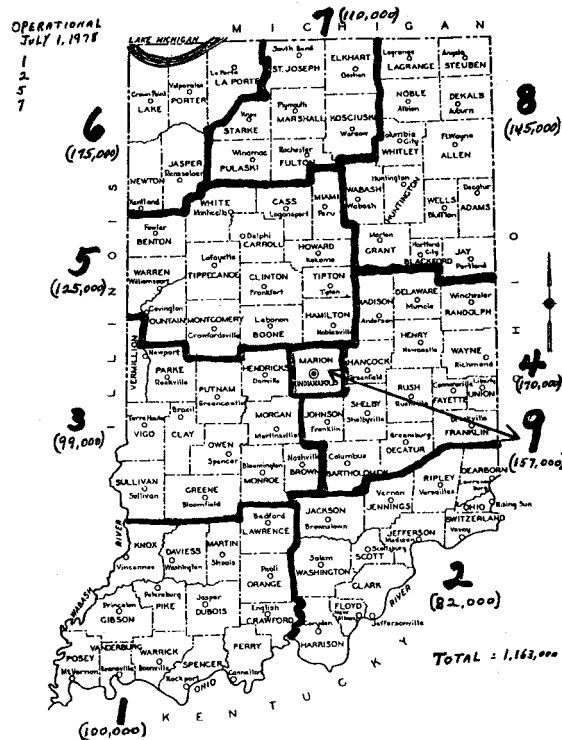 OPERATIONAL
JULY 1, 1978
1
2
5
7
7 (110,000)
LAKE MICHIGAN
M I C H I G A N
South Bend
ST. JOSEPH
ELKHART
Goshen
Lagrange
LAGRANGE
Angola
STEUBEN
La Porte
LA PORTE
Crown Point
LAKE
Valparaiso
PORTER
NOBLE
Albion
DEKALB
Auburn
8
(145,000)
Plymouth
MARSHALL
KOSCIUSKO
Warsaw
Knox
STARKE
6
(175,000)
Columbia City
WHITLEY
Ft.Wayne
ALLEN
Winamac
PULASKI
Rochester
FULTON
JASPER
Rensselaer
NEWTON
Kentland
Huntington
HUNTINGTON
WABASH
Wabash
MIAMI
Peru
CASS
Logansport
WHITE
Monticello
WELLS
Bluffton
Decatur
ADAMS
Fowler
BENTON
Delphi
CARROLL
Marion
GRANT
Hartford City
BLACKFORD
JAY
Portland
HOWARD
Kokomo
5
(125,000)
WARREN
Williamsport
Lafayette
TIPPECANOE
CLINTON
Frankfort
TIPTON
Tipton
MADISON
Anderson
DELAWARE
Muncie
Winchester
RANDOLPH
Covington
FOUNTAIN
MONTGOMERY
Crawfordsville
Lebanon
BOONE
HAMILTON
Noblesville
HENRY
Newcastle
WAYNE
Richmond
VERMILLION
Newport
PARKE
Rockville
HENDRICKS
Danville
MARION
INDIANAPOLIS
HANCOCK
Greenfield
4
(170,000)
PUTNAM
Greencastle
RUSH
Rushville
Connersville
FAYETTE
Liberty
UNION
3
(99,000)
Terre Haute
VIGO
Brazil
CLAY
MORGAN
Martinsville
JOHNSON
Franklin
SHELBY
Shelbyville
Brookville
FRANKLIN
9
(157,000)
OWEN
Spencer
Greensburg
DECATUR
Bloomington
MONROE
Nashville
BROWN
Columbus
BARTHOLOMEW
DEARBORN
Lawrenceburg
SULLIVAN
Sullivan
GREENE
Bloomfield
RIPLEY
Versailles
Vernon
JENNINGS
OHIO
Rising Sun
SWITZERLAND
Vevay
JACKSON
Brownstown
Bedford
LAWRENCE
JEFFERSON
Madison
RIVER
KNOX
Vincennes
DAVIESS
Washington
MARTIN
Shoals
Salem
WASHINGTON
SCOTT
Scottsburg
2
(82,000)
WABASH
Paoli
ORANGE
CLARK
RIVER
Petersburg
PIKE
Jasper
DUBOIS
Princeton
GIBSON
English
CRAWFORD
FLOYD
New Albany
Jeffersonville
Corydon
HARRISON
VANDERBURG
Evansville
WARRICK
Boonville
PERRY
Cannelton
SPENCER
Rockport
POSEY
Mt.Vernon
OHIO
TOTAL = 1,163,000
1
(100,000)
K E N T U C K Y
I L L I N O I S
O H I O